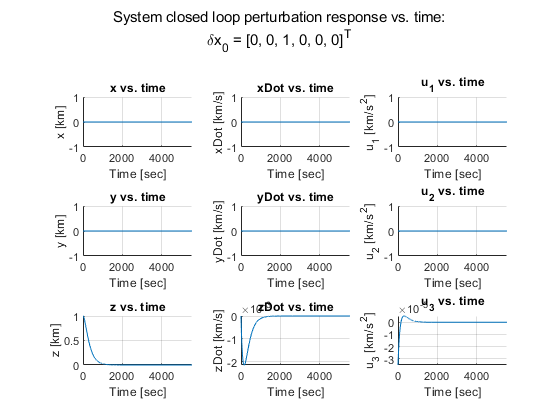 System closed loop perturbation response vs. time:
δx₀ = [0, 0, 1, 0, 0, 0]ᵀ
x vs. time
xDot vs. time
u₁ vs. time
x [km]
1
0
-1
0 2000 4000
Time [sec]
xDot [km/s]
1
0
-1
0 2000 4000
Time [sec]
u₁ [km/s²]
1
0
-1
0 2000 4000
Time [sec]
y vs. time
yDot vs. time
u₂ vs. time
y [km]
1
0
-1
0 2000 4000
Time [sec]
yDot [km/s]
1
0
-1
0 2000 4000
Time [sec]
u₂ [km/s²]
1
0
-1
0 2000 4000
Time [sec]
z vs. time
zDot vs. time
vs. time
z [km]
1
0.5
0
0 2000 4000
Time [sec]
zDot [km/s]
0
-1
-2
0 2000 4000
Time [sec]
u₃ [km/s²]
0
-1
-2
-3
0 2000 4000
Time [sec]